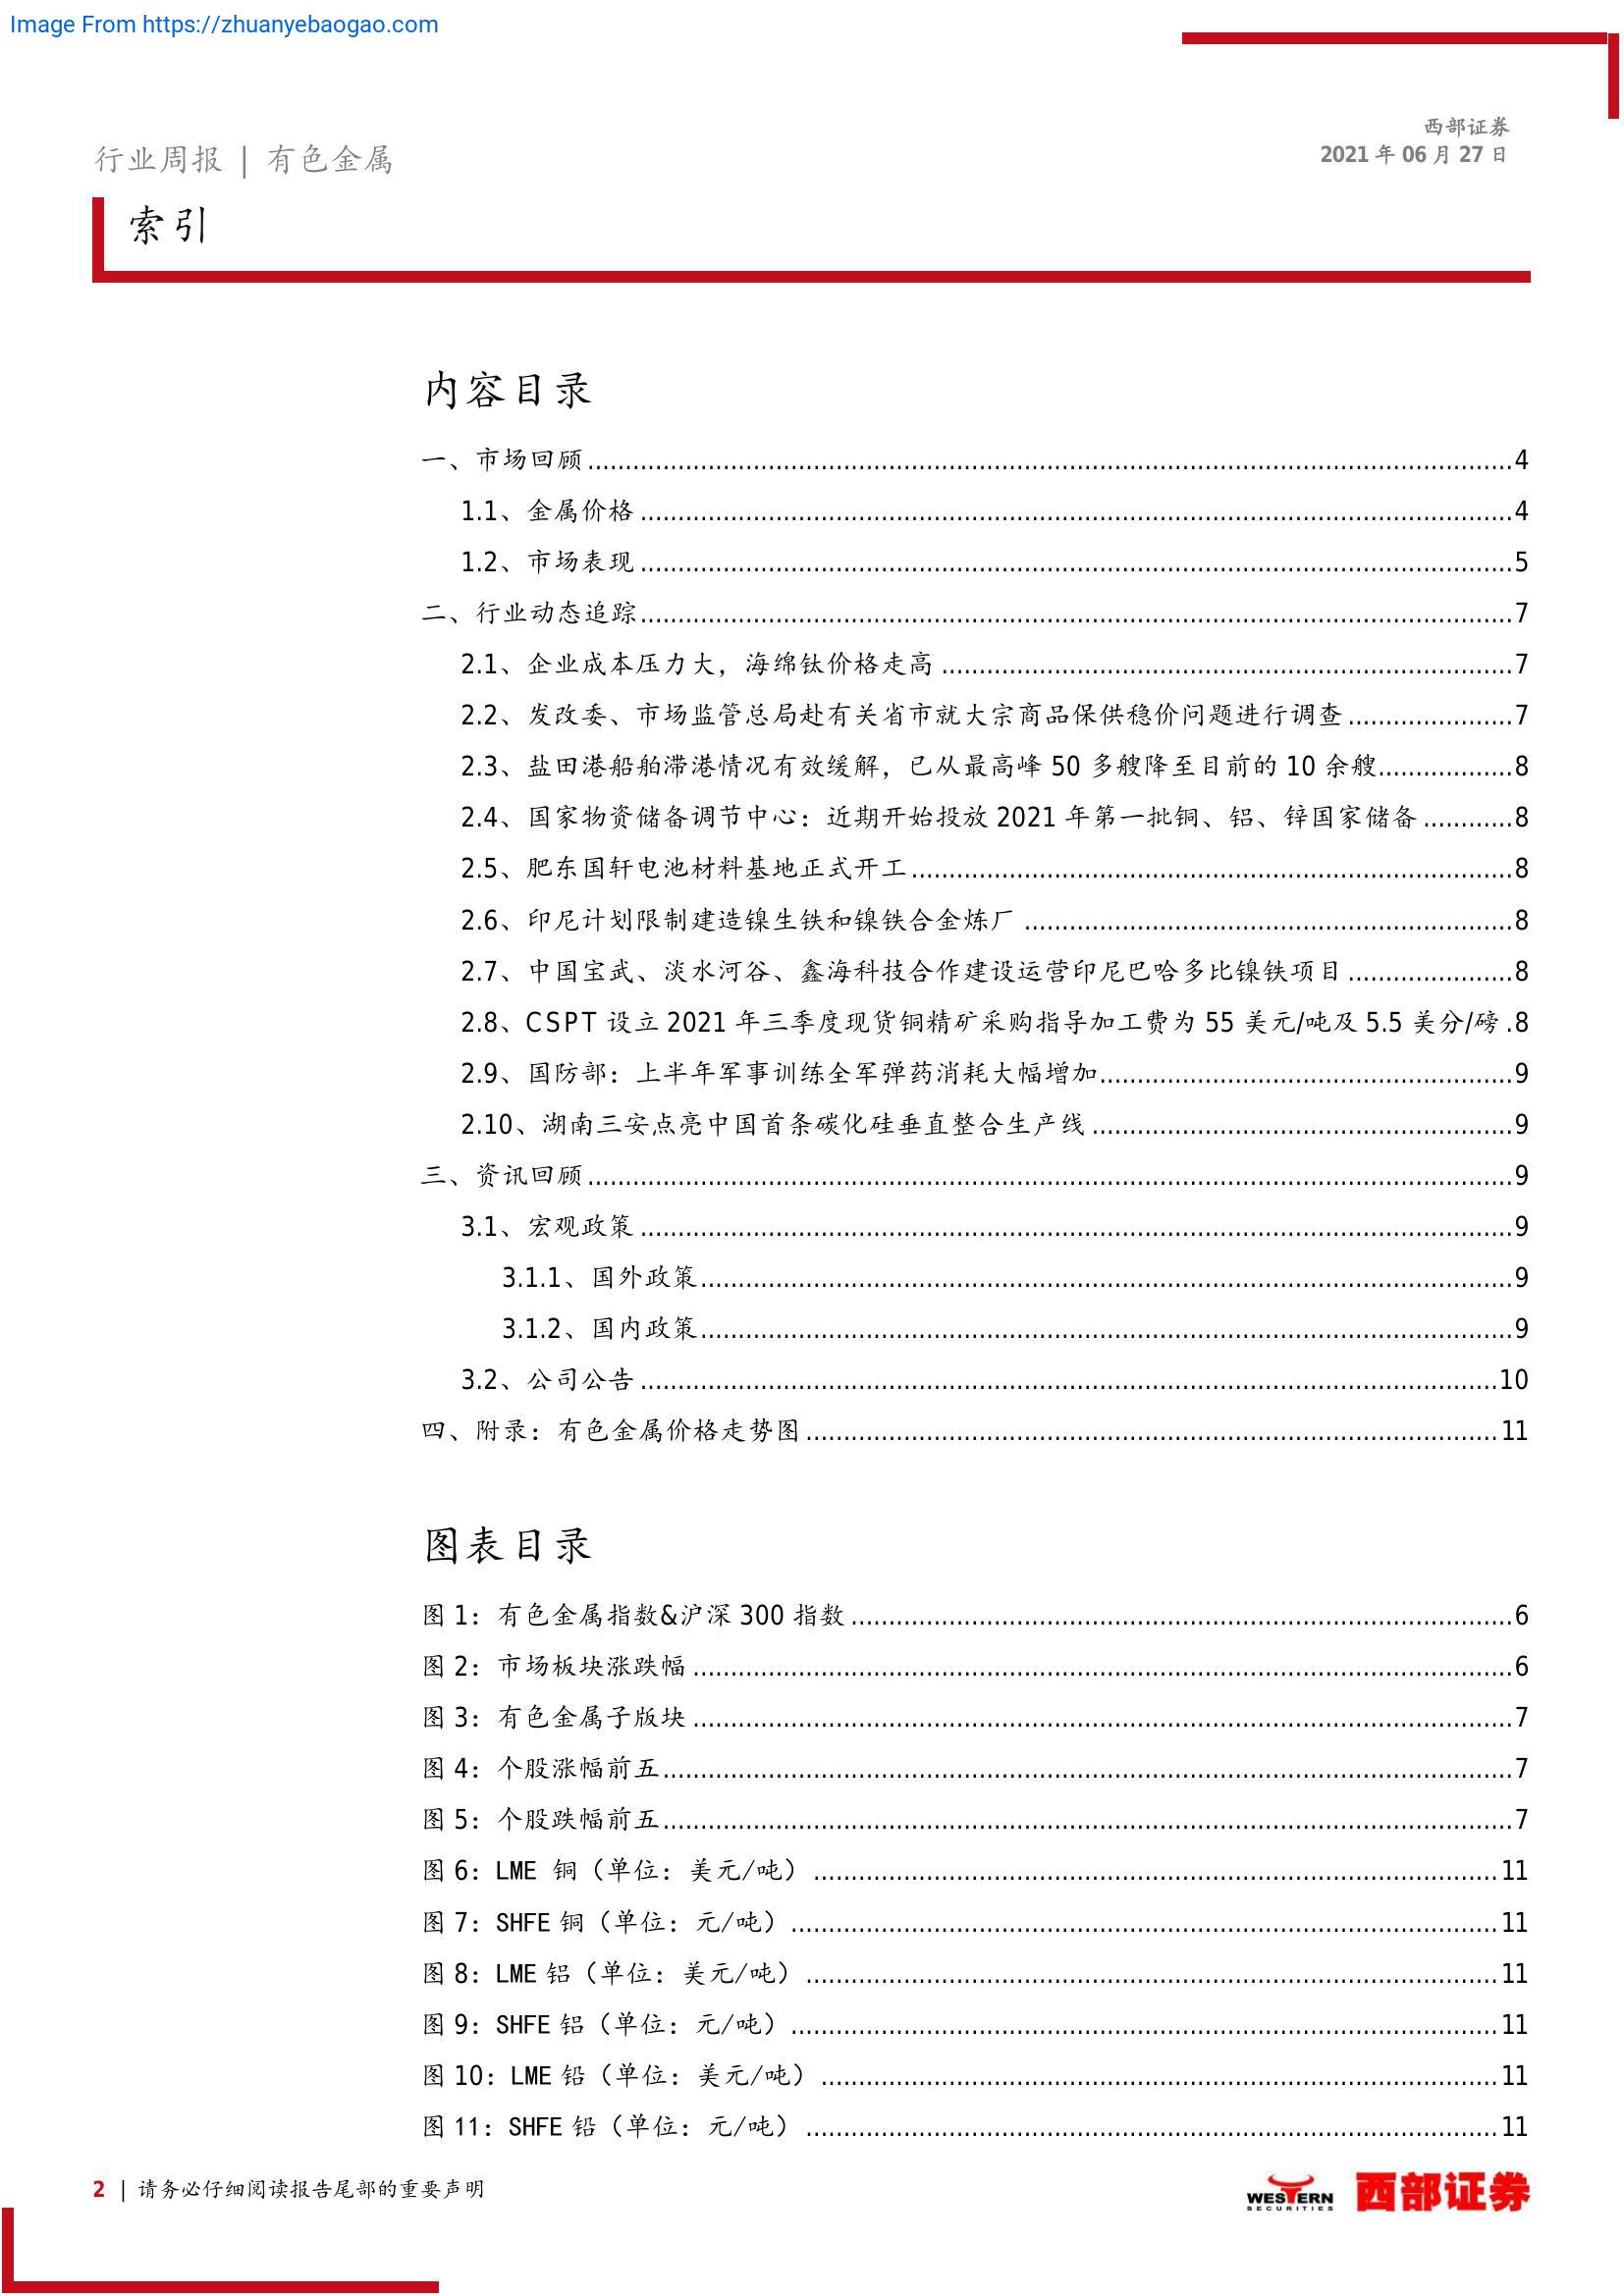 Image From https://zhuanyebaogao.com
西部证券
2021 年 06 月 27 日
行业周报 | 有色金属
索引
内容目录
一、市场回顾 ........ 4
1.1、金属价格 ........ 4
1.2、市场表现 ........ 5
二、行业动态追踪 ........ 7
2.1、企业成本压力大，海绵钛价格走高 ........ 7
2.2、发改委、市场监管总局赴有关省市就大宗商品保供稳价问题进行调查 ........ 7
2.3、盐田港船舶滞港情况有效缓解，已从最高峰 50 多艘降至目前的 10 余艘 ........ 8
2.4、国家物资储备调节中心：近期开始投放 2021 年第一批铜、铝、锌国家储备 ........ 8
2.5、肥东国轩电池材料基地正式开工 ........ 8
2.6、印尼计划限制建造镍生铁和镍铁合金炼厂 ........ 8
2.7、中国宝武、淡水河谷、鑫海科技合作建设运营印尼巴哈多比镍铁项目 ........ 8
2.8、CSPT 设立 2021 年三季度现货铜精矿采购指导加工费为 55 美元/吨及 5.5 美分/磅 . 8
2.9、国防部：上半年军事训练全军弹药消耗大幅增加 ........ 9
2.10、湖南三安点亮中国首条碳化硅垂直整合生产线 ........ 9
三、资讯回顾 ........ 9
3.1、宏观政策 ........ 9
3.1.1、国外政策 ........ 9
3.1.2、国内政策 ........ 9
3.2、公司公告 ........ 10
四、附录：有色金属价格走势图 ........ 11
图表目录
图 1：有色金属指数&沪深 300 指数 ........ 6
图 2：市场板块涨跌幅 ........ 6
图 3：有色金属子版块 ........ 7
图 4：个股涨幅前五 ........ 7
图 5：个股跌幅前五 ........ 7
图 6：LME 铜（单位：美元/吨） ........ 11
图 7：SHFE 铜（单位：元/吨） ........ 11
图 8：LME 铝（单位：美元/吨） ........ 11
图 9：SHFE 铝（单位：元/吨） ........ 11
图 10：LME 铅（单位：美元/吨） ........ 11
图 11：SHFE 铅（单位：元/吨） ........ 11
2 | 请务必仔细阅读报告尾部的重要声明
WESTERN
SECURITIES
西部证券